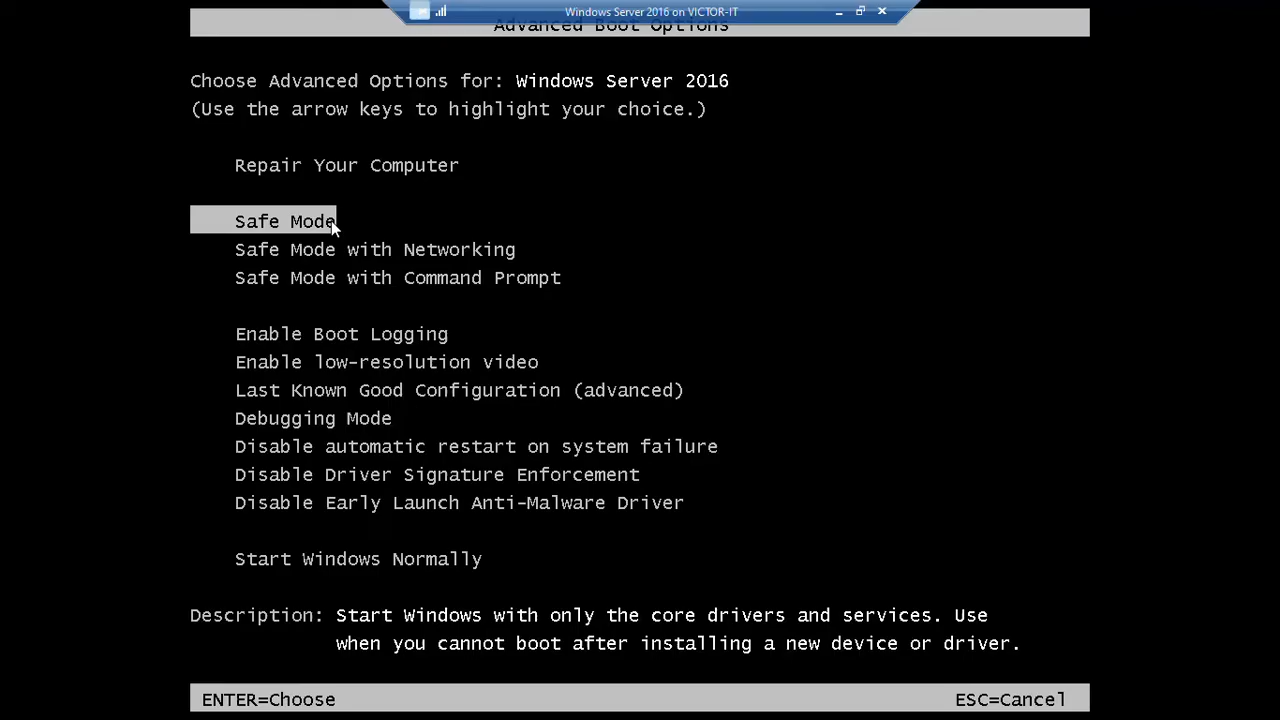 Windows Server 2016 on VICTOR-IT
Advanced Boot Options
Choose Advanced Options for: Windows Server 2016
(Use the arrow keys to highlight your choice.)
Repair Your Computer
Safe Mode
Safe Mode with Networking
Safe Mode with Command Prompt
Enable Boot Logging
Enable low-resolution video
Last Known Good Configuration (advanced)
Debugging Mode
Disable automatic restart on system failure
Disable Driver Signature Enforcement
Disable Early Launch Anti-Malware Driver
Start Windows Normally
Description: Start Windows with only the core drivers and services. Use
when you cannot boot after installing a new device or driver.
ENTER=Choose ESC=Cancel